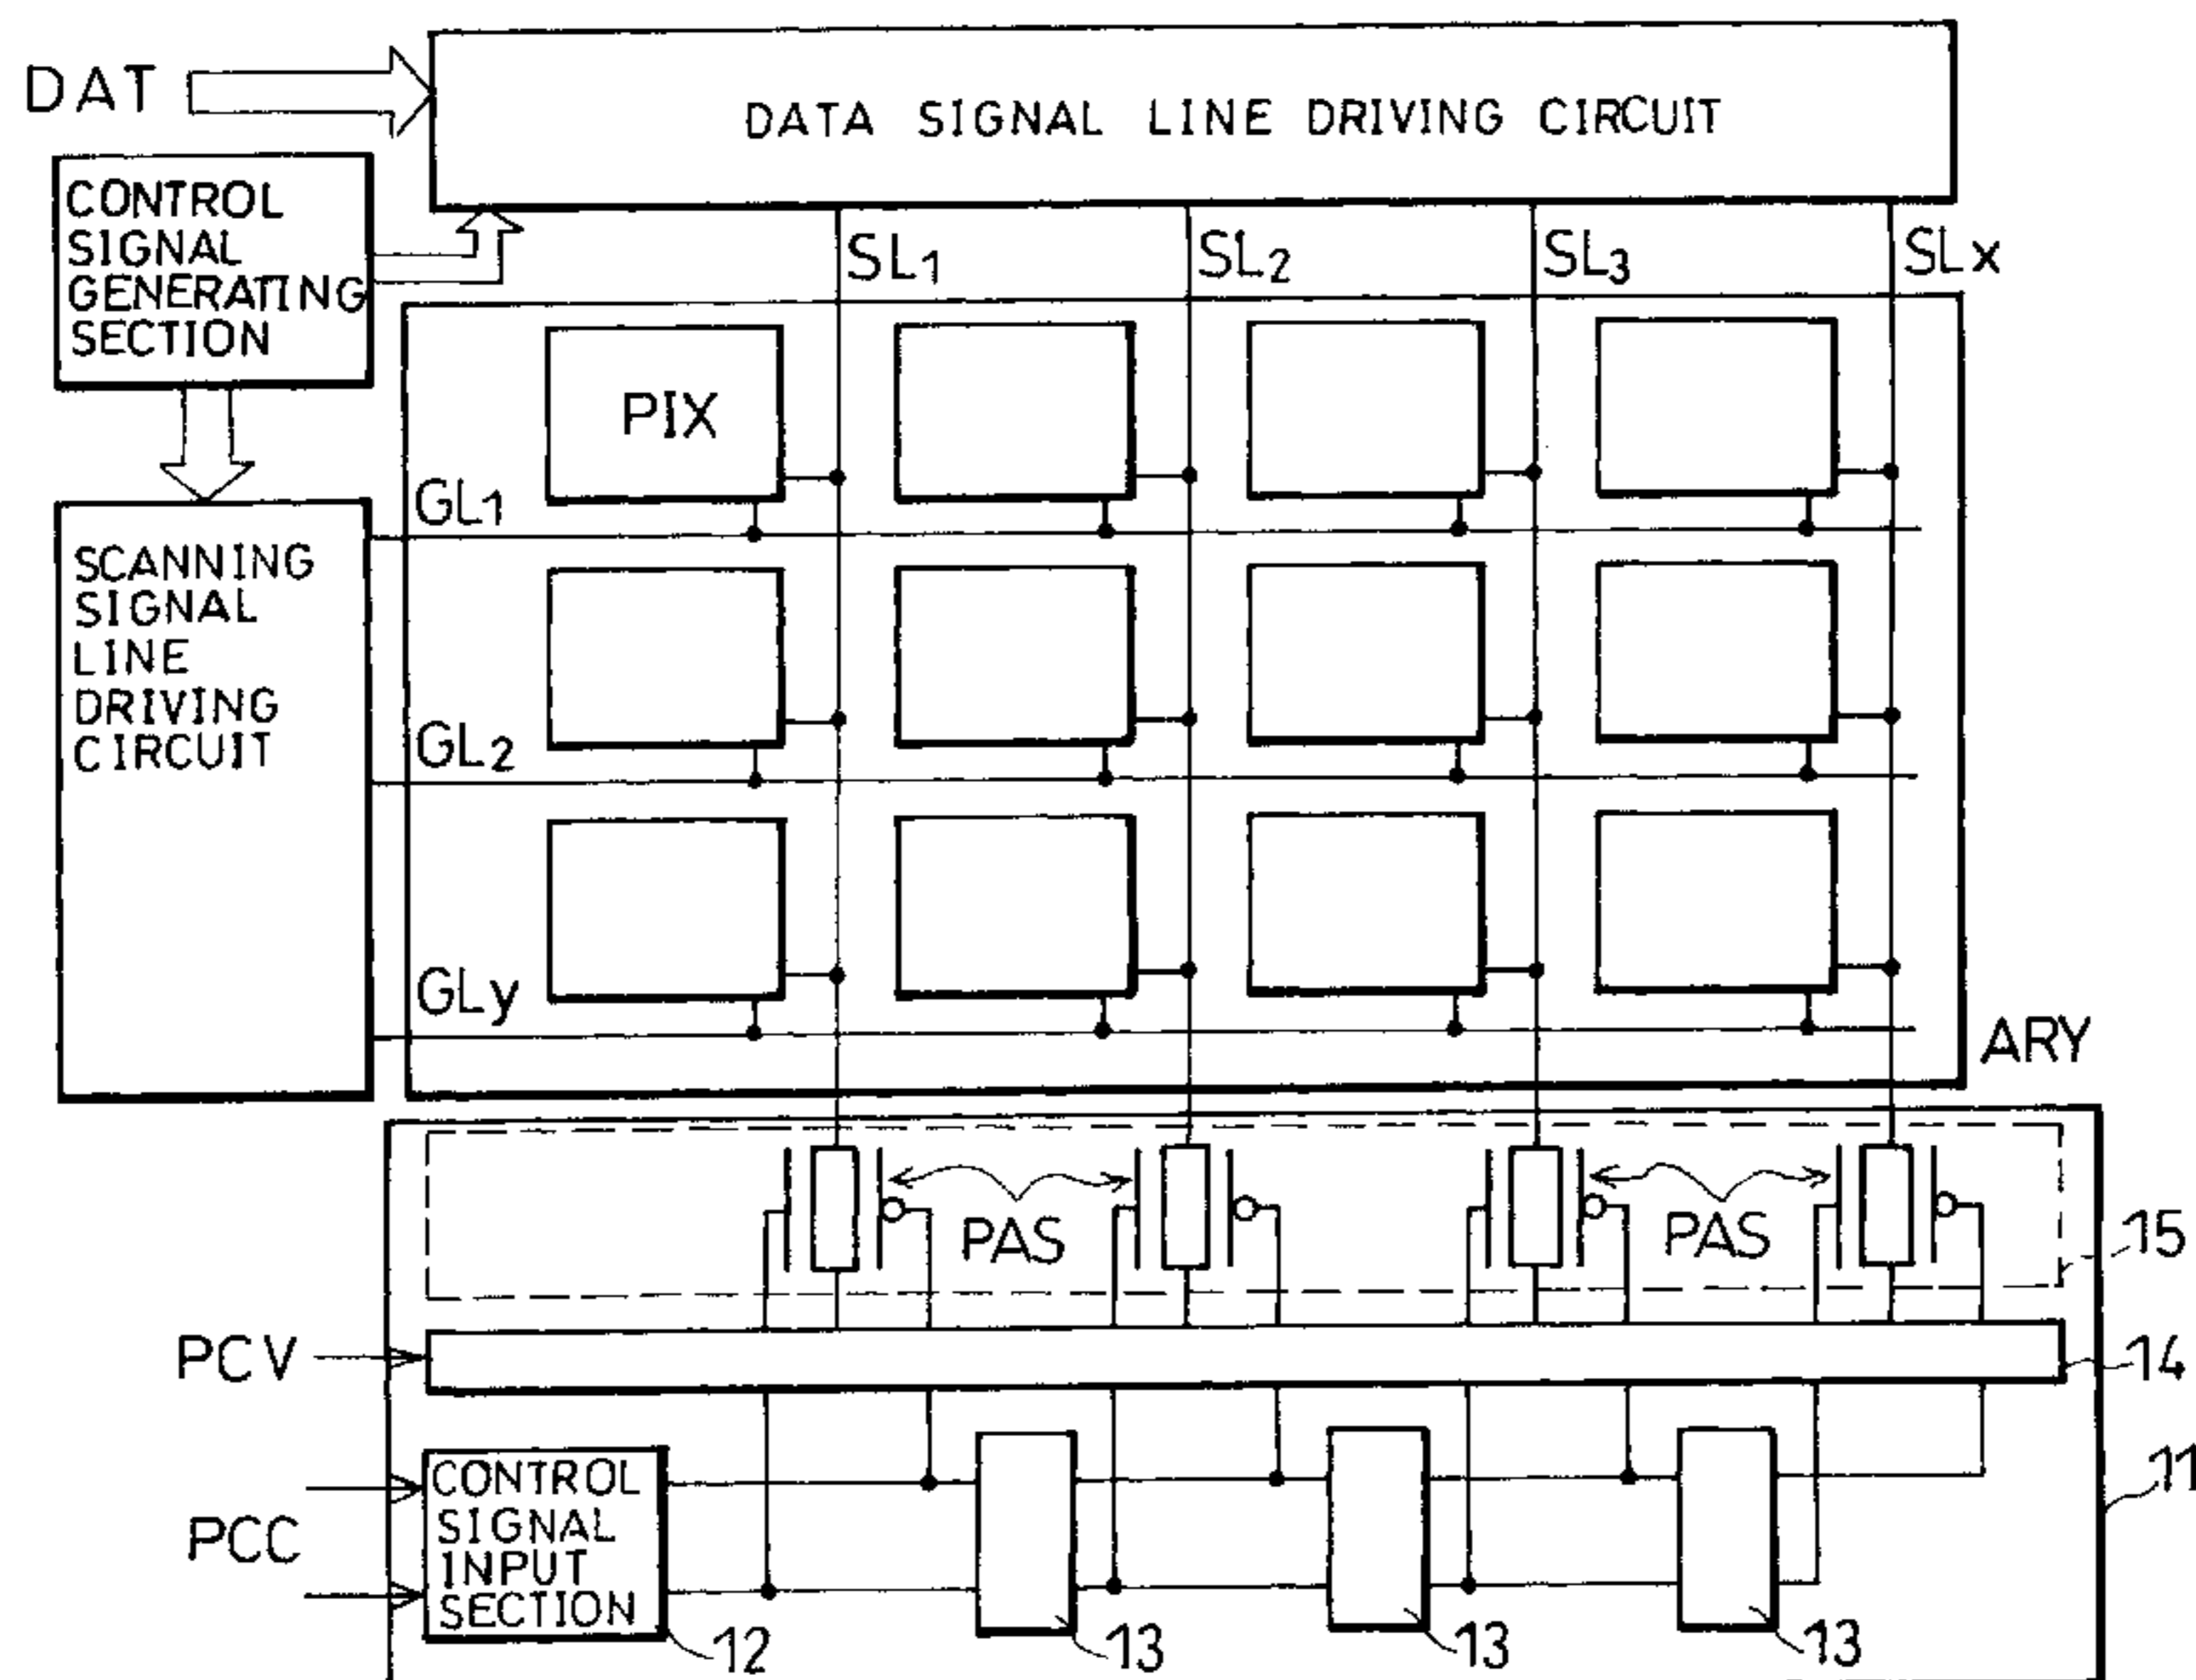 DAT
DATA SIGNAL LINE DRIVING CIRCUIT
CONTROL
SIGNAL
GENERATING
SECTION
SL1
SL2
SL3
SLx
PIX
GL1
SCANNING
SIGNAL
LINE
DRIVING
CIRCUIT
GL2
GLy
ARY
PAS
PAS
15
PCV
14
CONTROL
SIGNAL
INPUT
SECTION
PCC
11
12
13
13
13